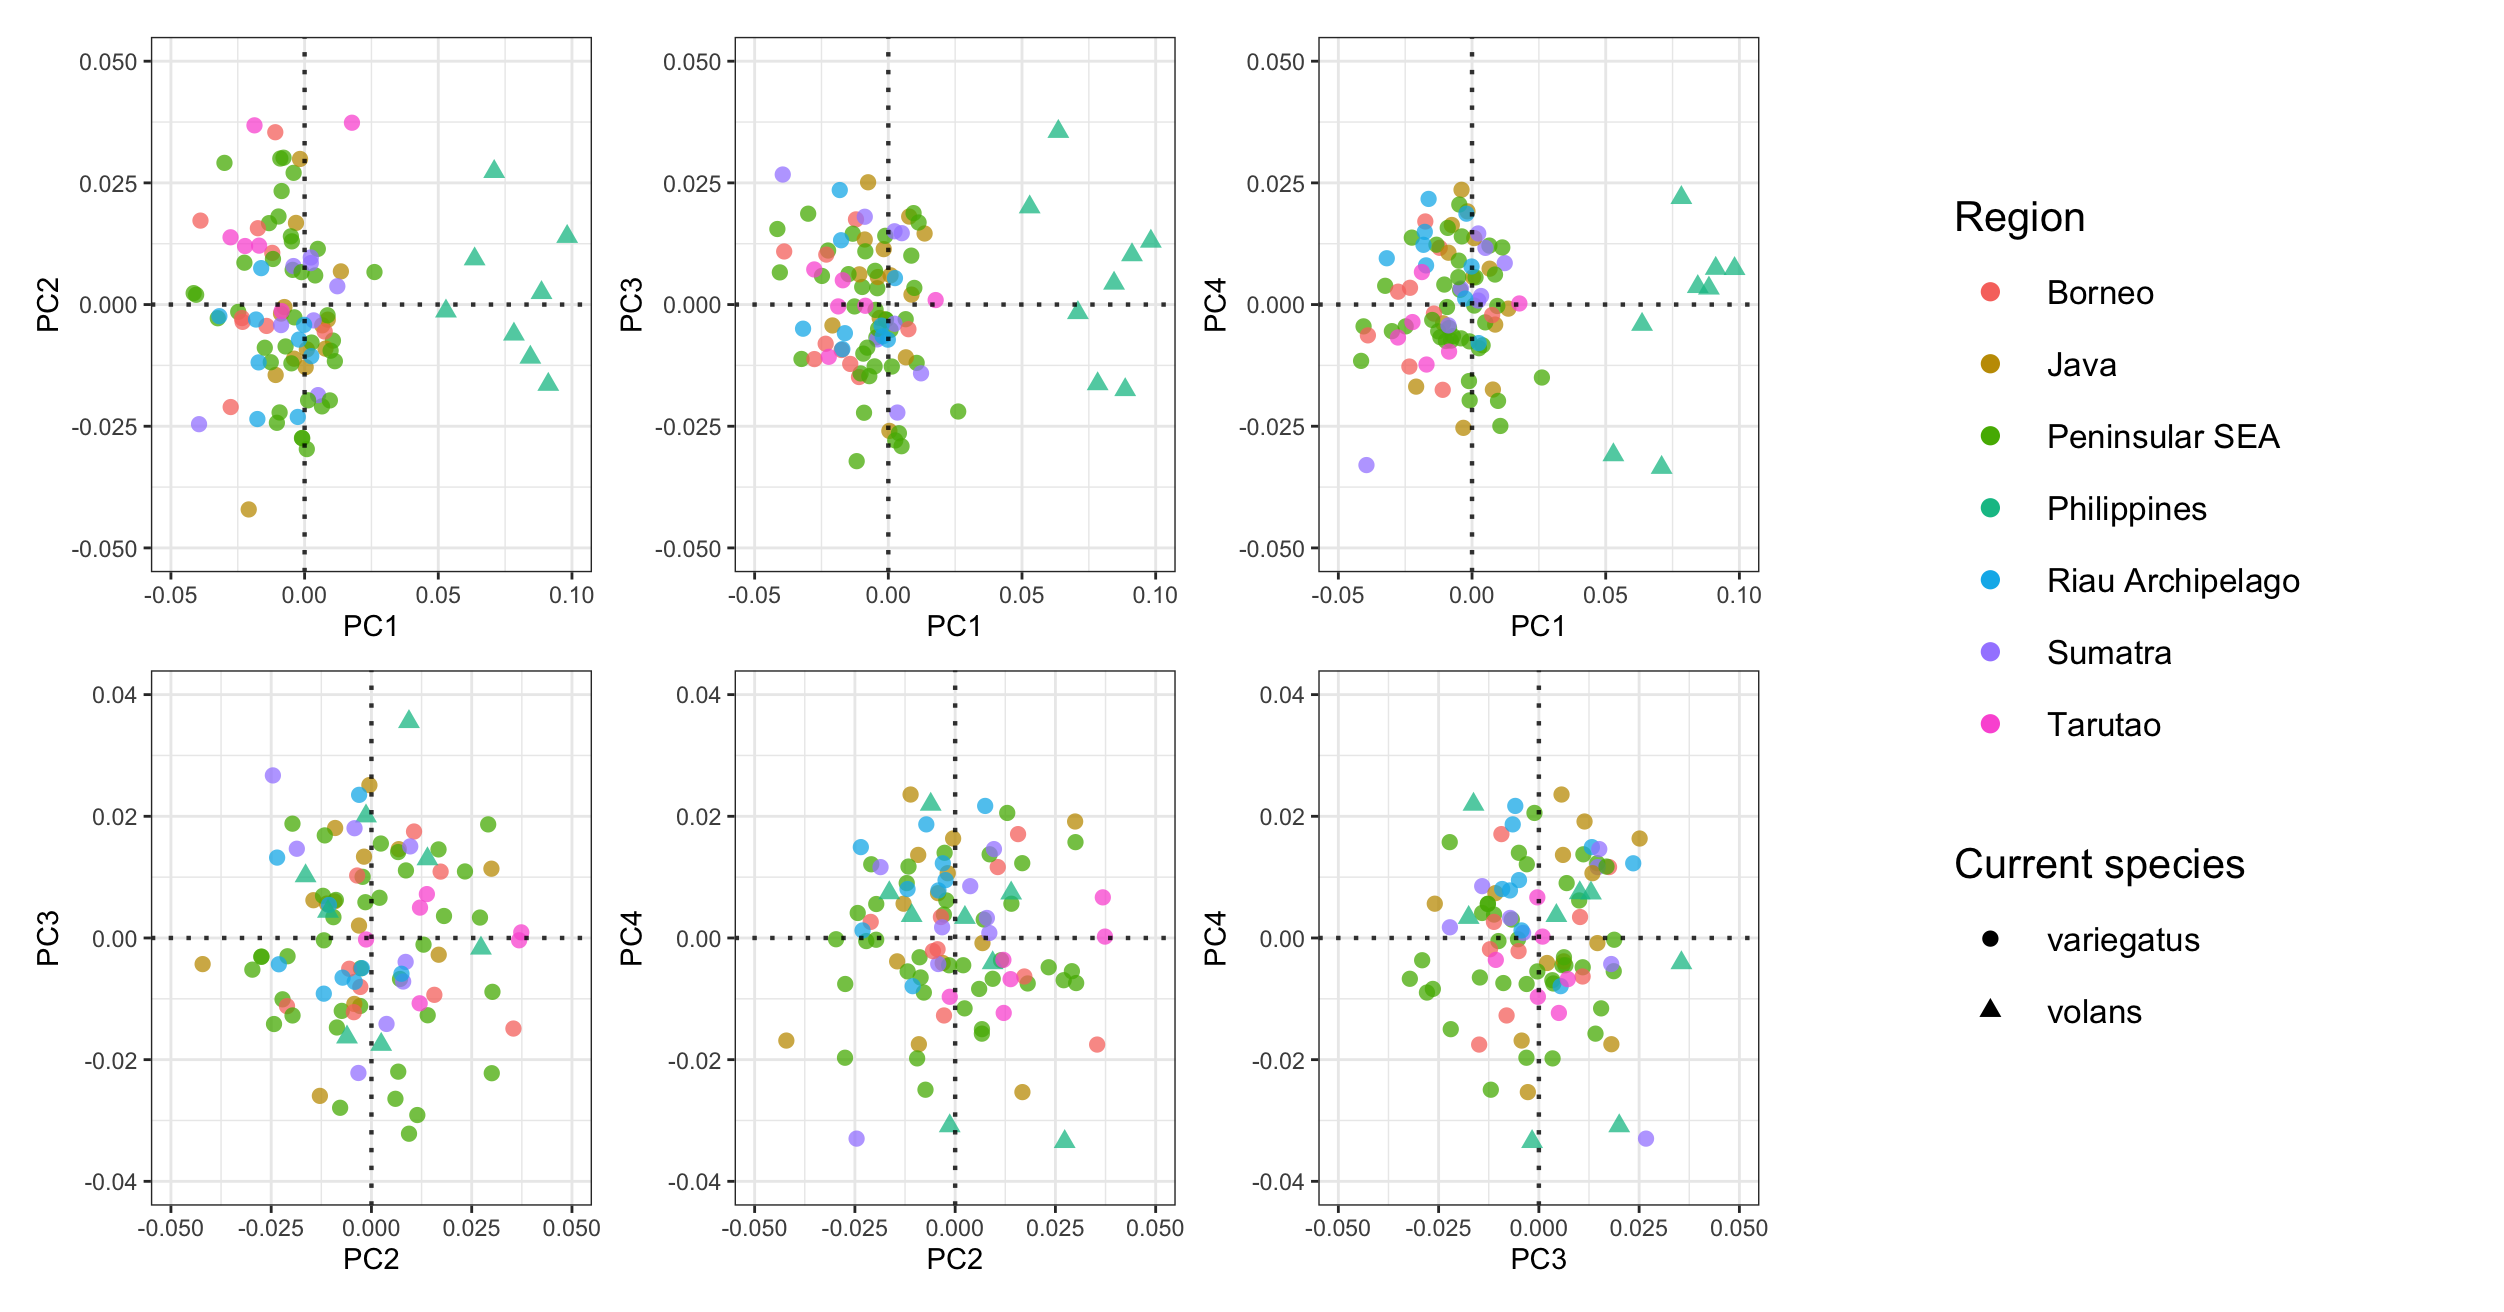 0.050
0.025
0.000
-0.025
-0.050
PC2
-0.05 0.00 0.05 0.10
PC1
0.050
0.025
0.000
-0.025
-0.050
PC3
-0.05 0.00 0.05 0.10
PC1
0.050
0.025
0.000
-0.025
-0.050
PC4
-0.05 0.00 0.05 0.10
PC1
0.04
0.02
0.00
-0.02
-0.04
PC3
-0.050 -0.025 0.000 0.025 0.050
PC2
0.04
0.02
0.00
-0.02
-0.04
PC4
-0.050 -0.025 0.000 0.025 0.050
PC2
0.04
0.02
0.00
-0.02
-0.04
PC4
-0.050 -0.025 0.000 0.025 0.050
PC3
Region
Borneo
Java
Peninsular SEA
Philippines
Riau Archipelago
Sumatra
Tarutao
Current species
variegatus
volans